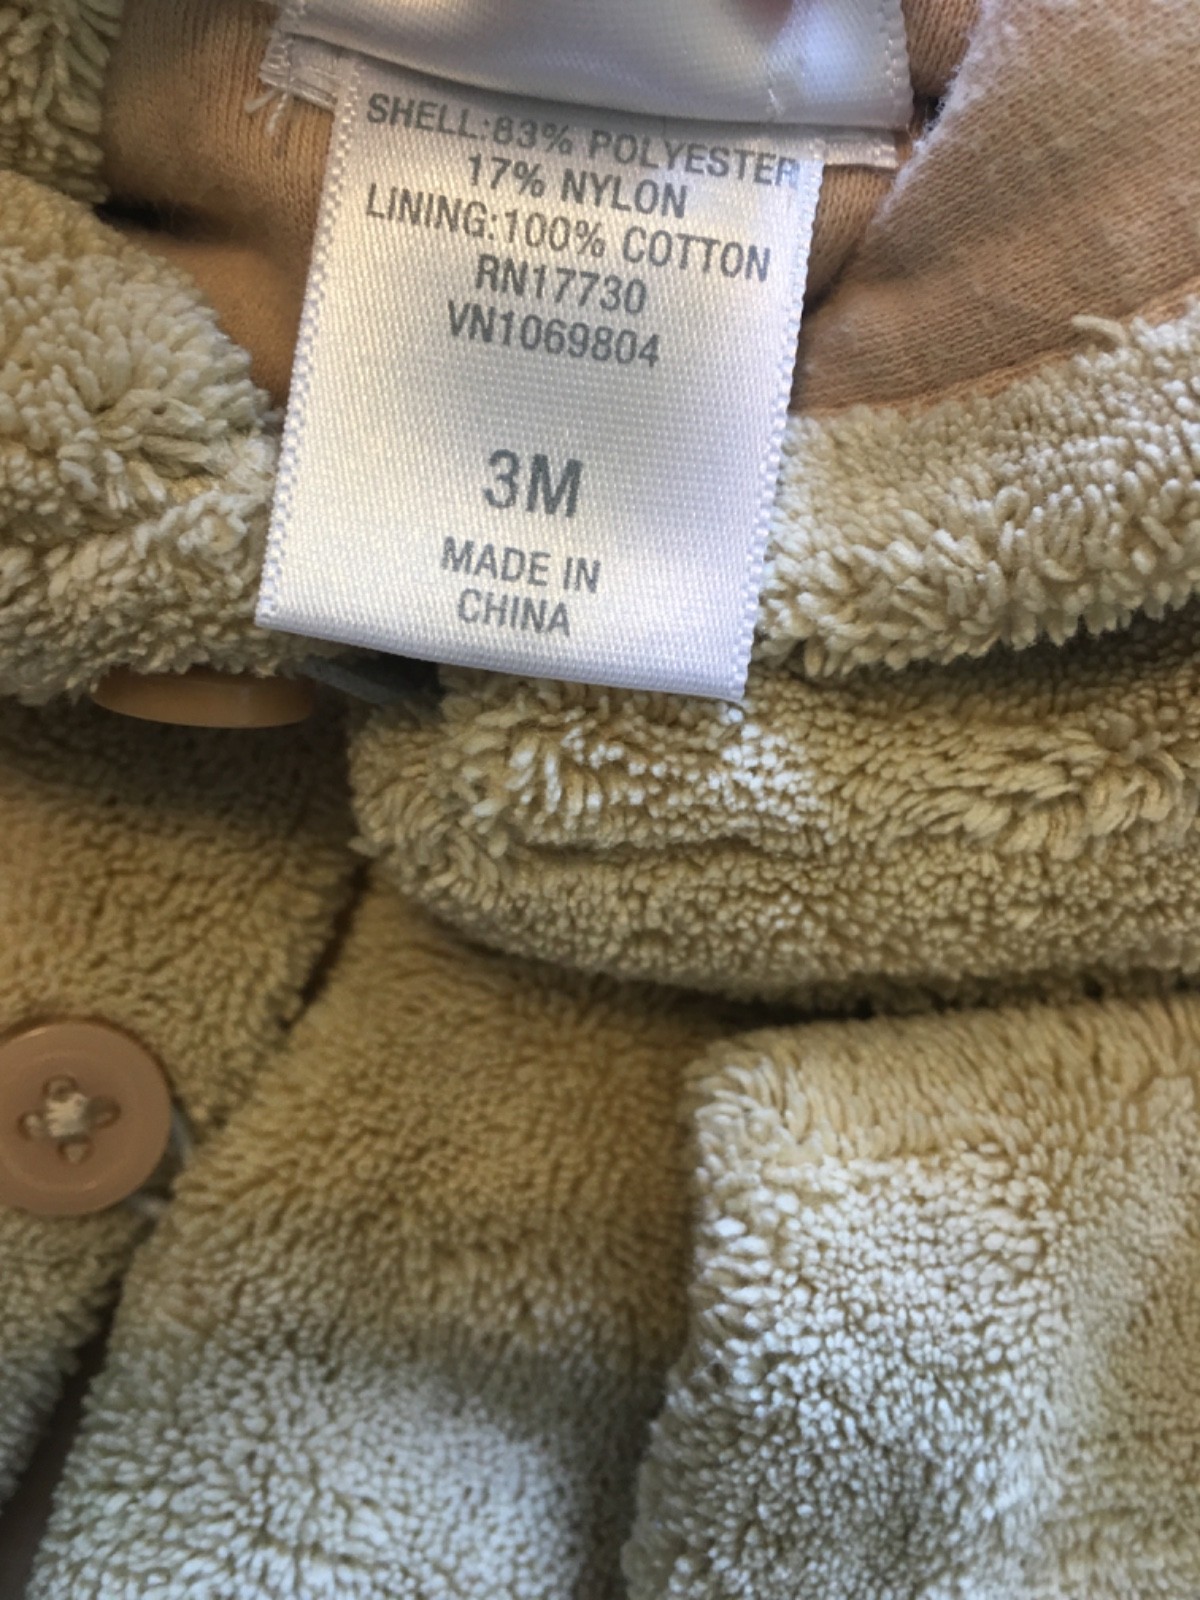 SHELL:83% POLYESTER
17% NYLON
LINING:100% COTTON
RN17730
VN1069804
3M
MADE IN
CHINA